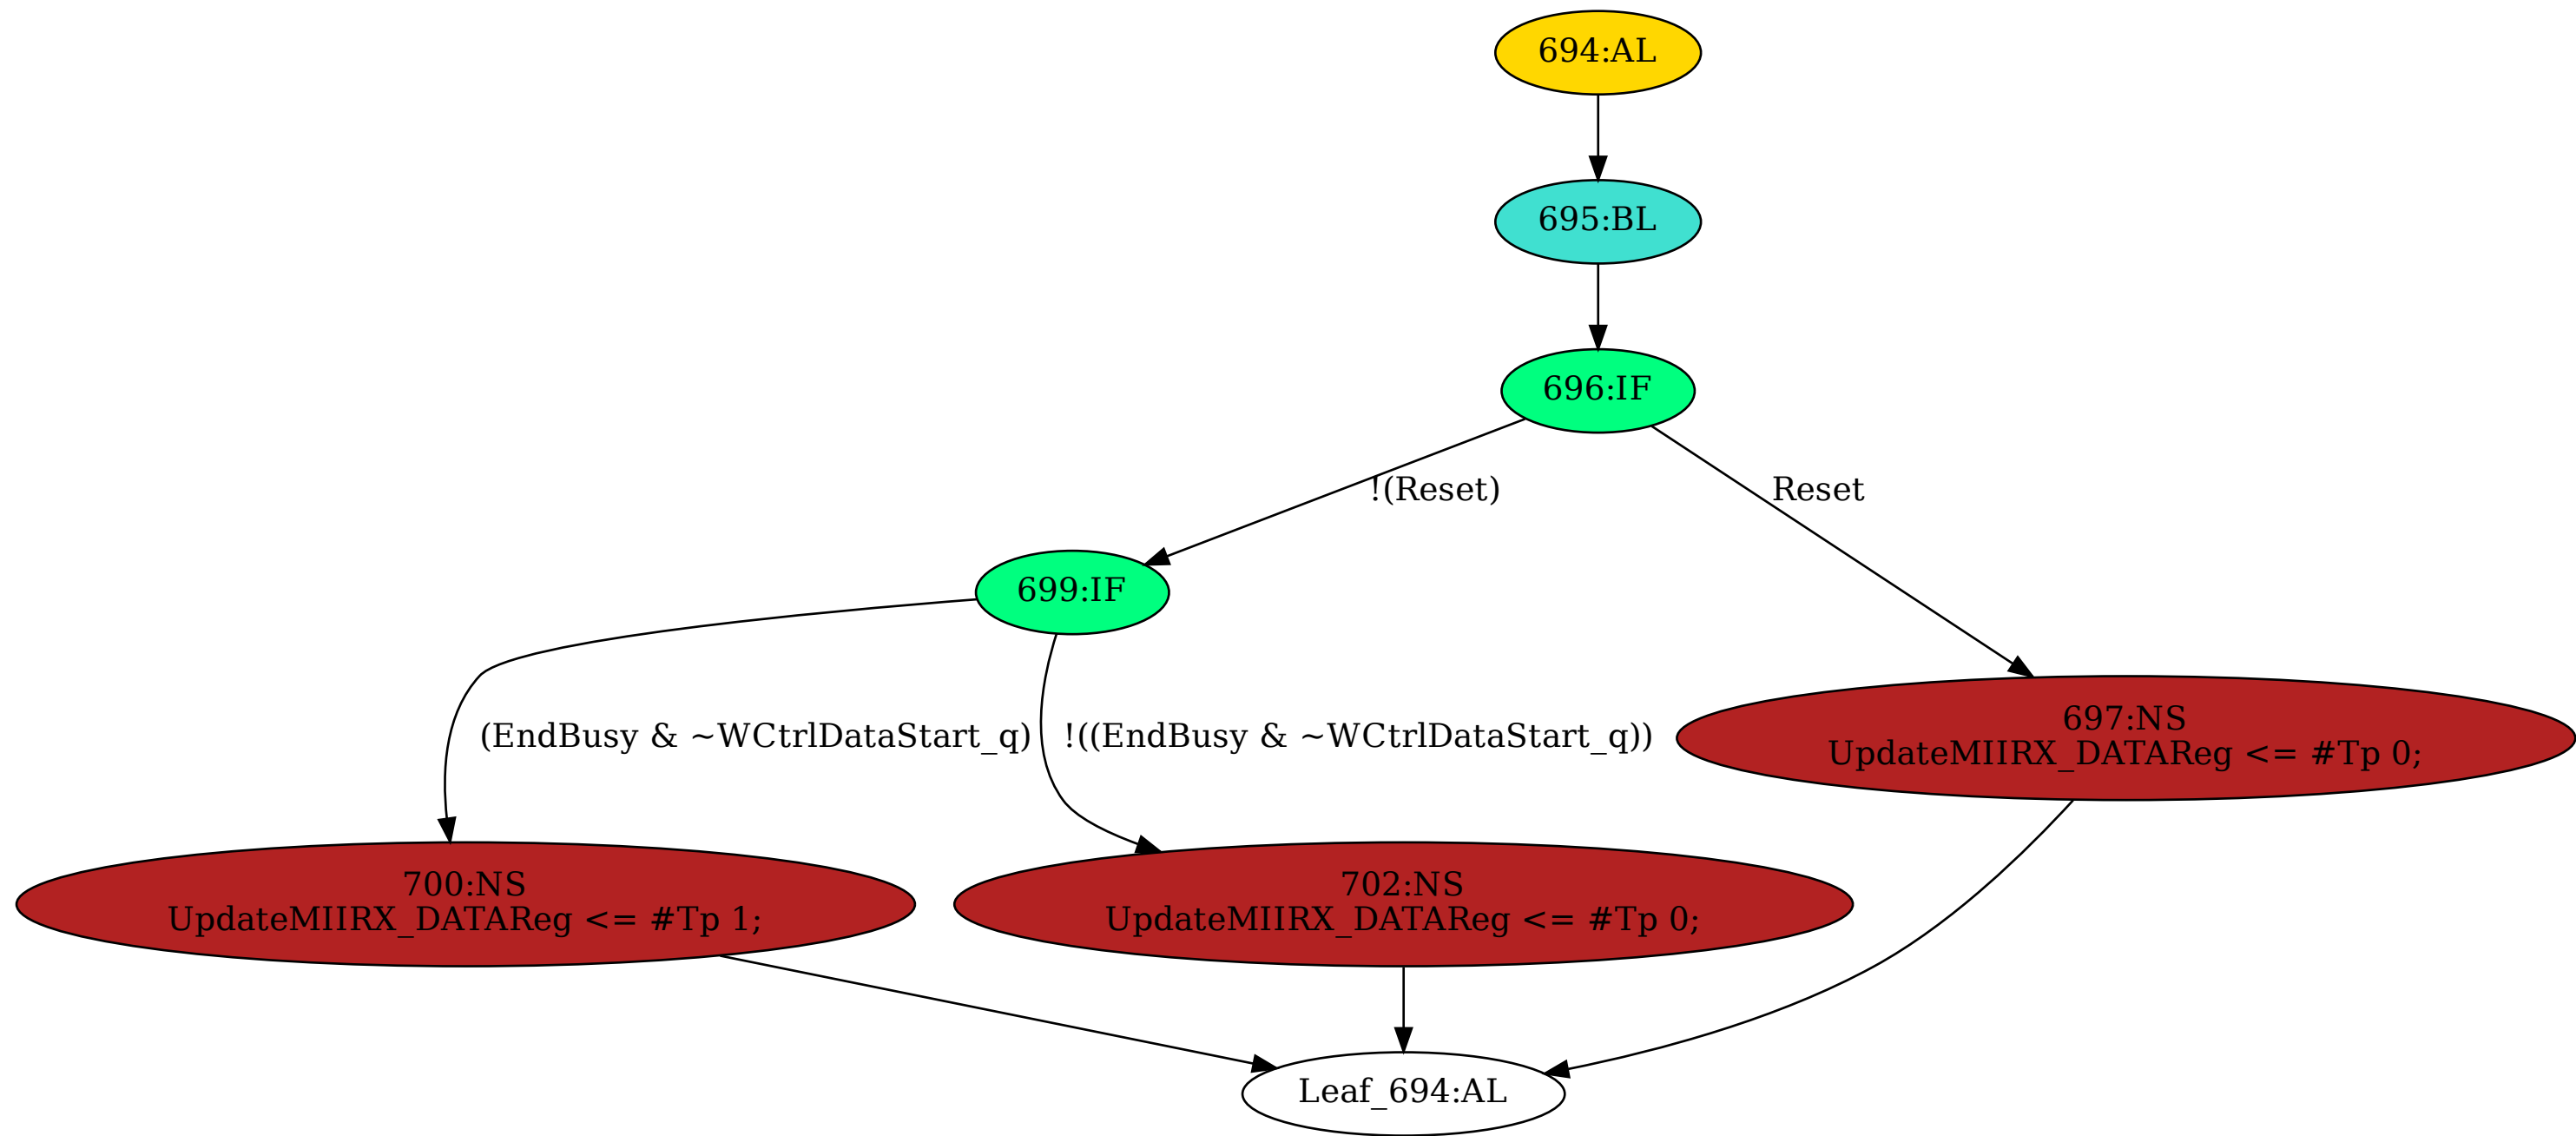 694:AL
695:BL
696:IF
!(Reset)
Reset
699:IF
(EndBusy & ~WCtrlDataStart_q)
!((EndBusy & ~WCtrlDataStart_q))
697:NS
UpdateMIIRX_DATAReg <= #Tp 0;
700:NS
UpdateMIIRX_DATAReg <= #Tp 1;
702:NS
UpdateMIIRX_DATAReg <= #Tp 0;
Leaf_694:AL